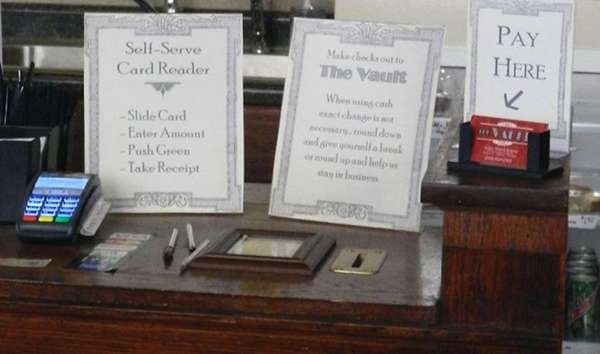 Self-Serve
Card Reader
- Slide Card
- Enter Amount
- Push Green
- Take Receipt
Make checks out to
The Vault
When using cash
exact change is not
necessary, round down
and give yourself a break
or round up and help us
stay in business
PAY
HERE
THE VAULT